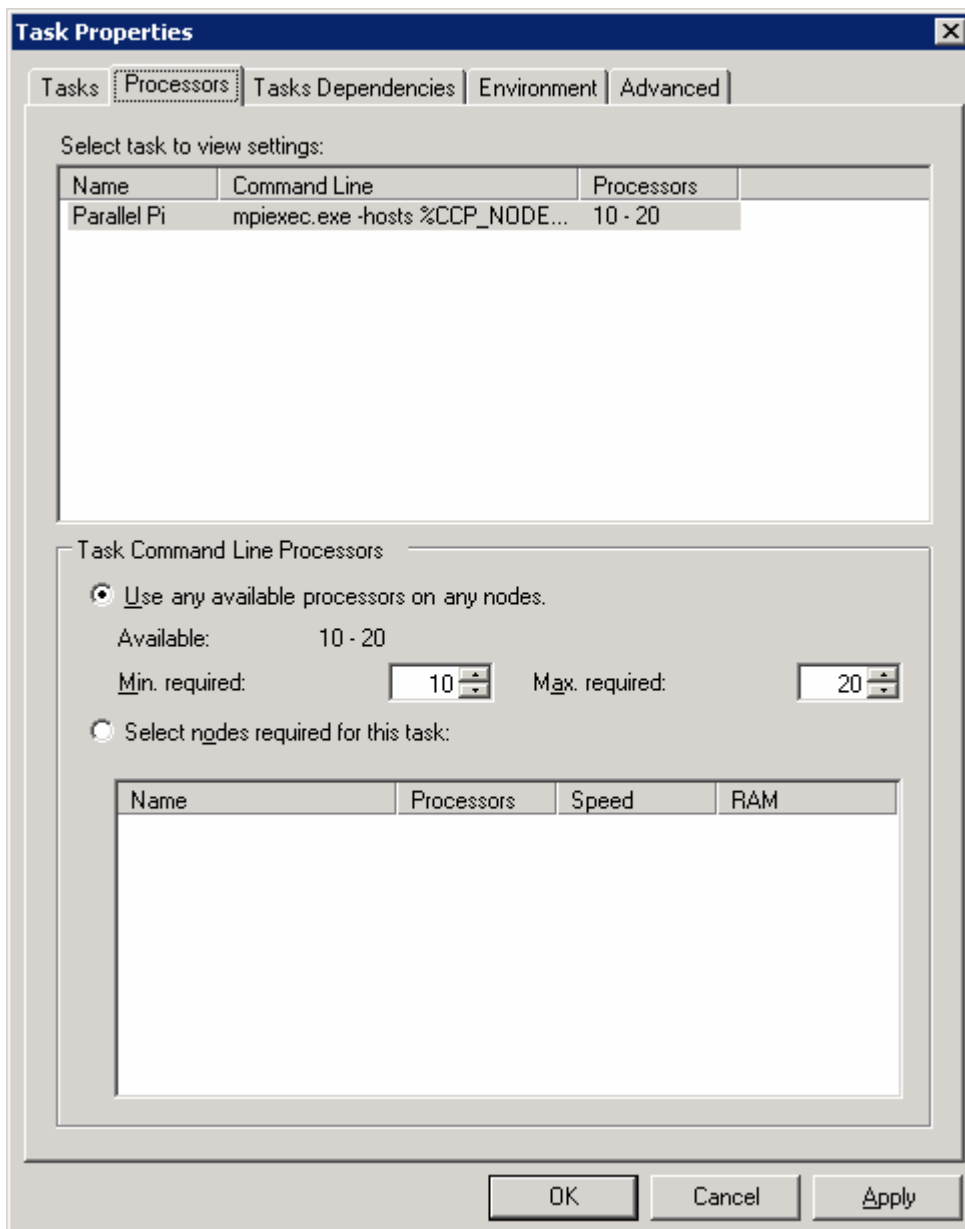 Task Properties
Tasks Processors Tasks Dependencies Environment Advanced
Select task to view settings:
Name Command Line Processors
Parallel Pi mpiexec.exe -hosts %CCP_NODE... 10 - 20
Task Command Line Processors
Use any available processors on any nodes.
Available: 10 - 20
Min. required: 10 Max. required: 20
Select nodes required for this task:
Name Processors Speed RAM
OK Cancel Apply